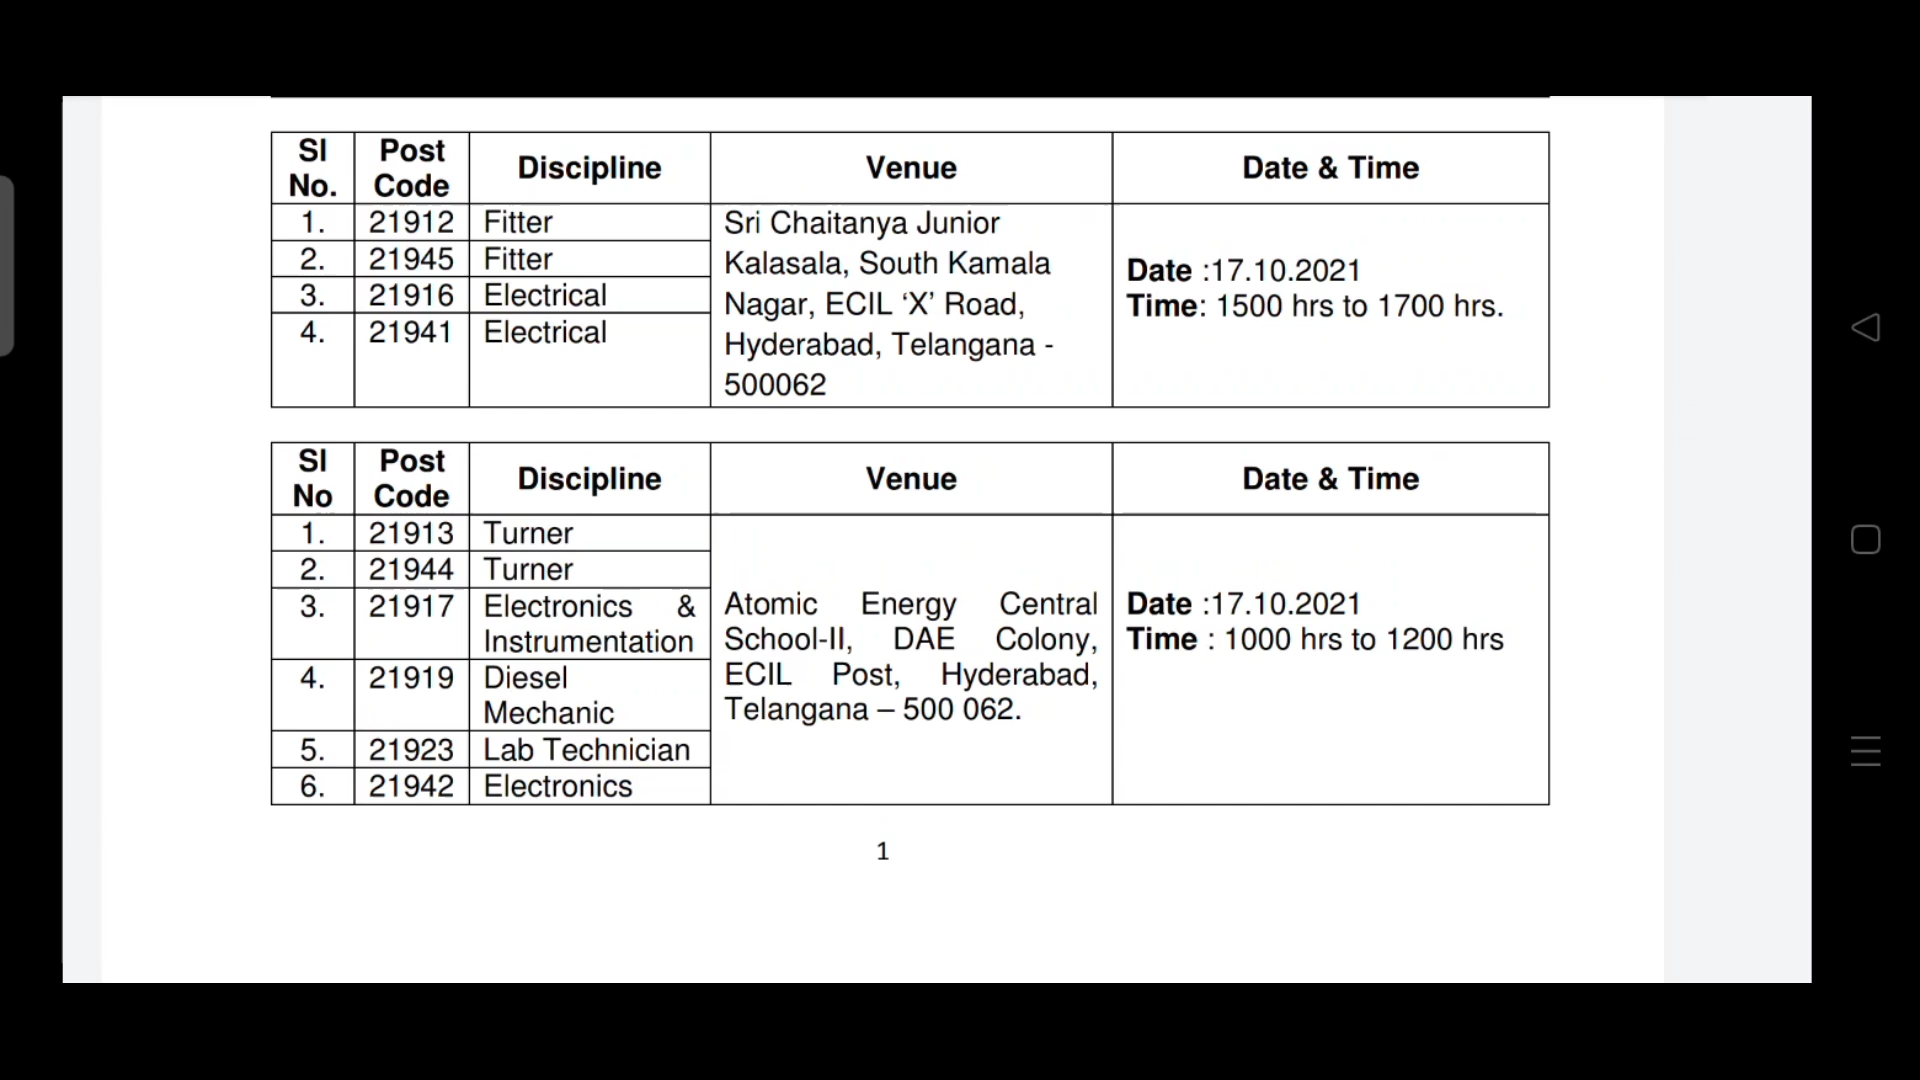 Sl No. Post Code Discipline Venue Date & Time
1. 21912 Fitter
2. 21945 Fitter
3. 21916 Electrical
4. 21941 Electrical
Sri Chaitanya Junior
Kalasala, South Kamala
Nagar, ECIL ‘X’ Road,
Hyderabad, Telangana -
500062
Date :17.10.2021
Time: 1500 hrs to 1700 hrs.
Sl No Post Code Discipline Venue Date & Time
1. 21913 Turner
2. 21944 Turner
3. 21917 Electronics &
Instrumentation
4. 21919 Diesel
Mechanic
5. 21923 Lab Technician
6. 21942 Electronics
Atomic Energy Central
School-II, DAE Colony,
ECIL Post, Hyderabad,
Telangana – 500 062.
Date :17.10.2021
Time : 1000 hrs to 1200 hrs
1